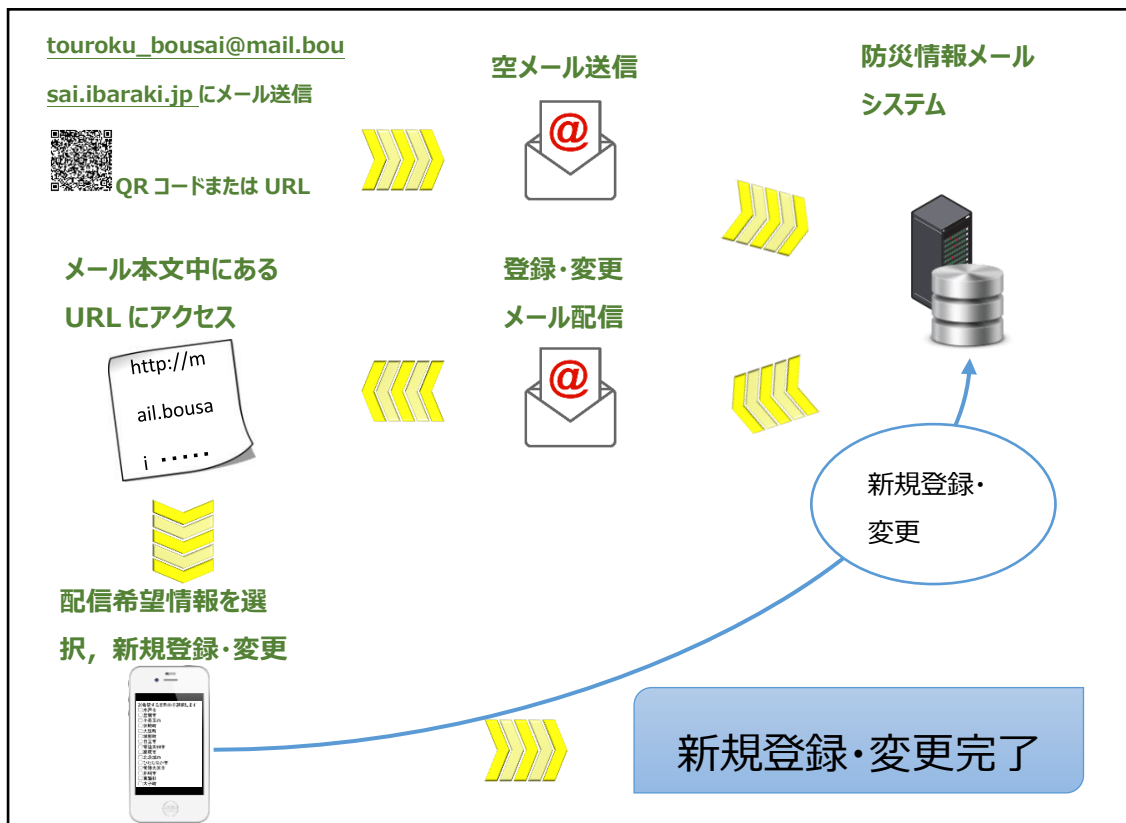 touroku_bousai@mail.bou
sai.ibaraki.jp にメール送信
QR コードまたは URL
空メール送信
防災情報メール
システム
メール本文中にある
URL にアクセス
登録・変更
メール配信
http://m
ail.bousa
i ・・・・・
新規登録・
変更
配信希望情報を選
択，新規登録・変更
新規登録・変更完了